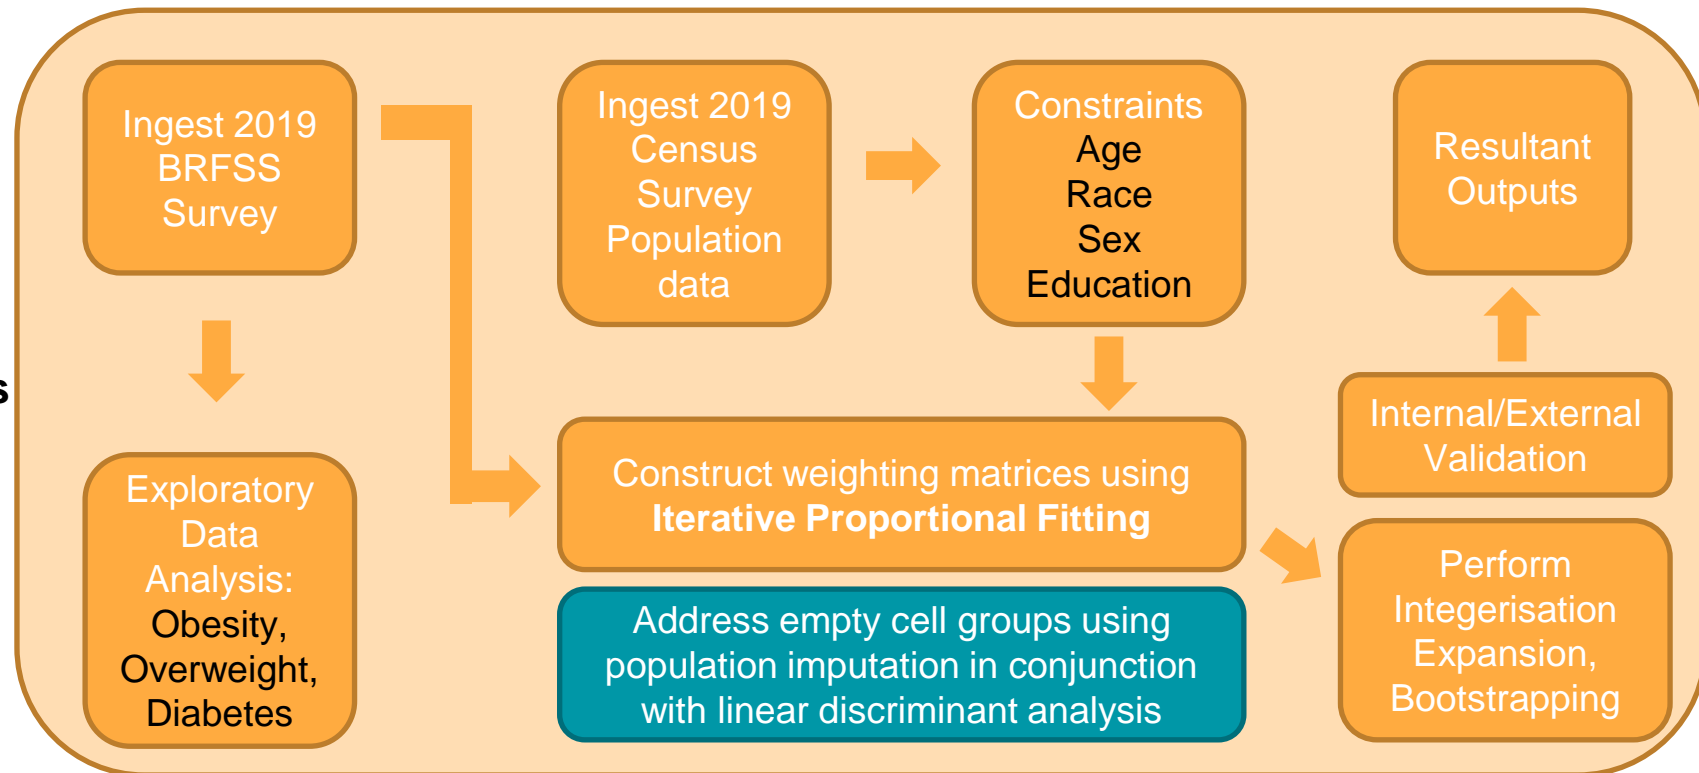 Ingest 2019
BRFSS
Survey
Ingest 2019
Census
Survey
Population
data
Constraints
Age
Race
Sex
Education
Resultant
Outputs
s
Exploratory
Data
Analysis:
Obesity,
Overweight,
Diabetes
Construct weighting matrices using
Iterative Proportional Fitting
Address empty cell groups using
population imputation in conjunction
with linear discriminant analysis
Internal/External
Validation
Perform
Integerisation
Expansion,
Bootstrapping